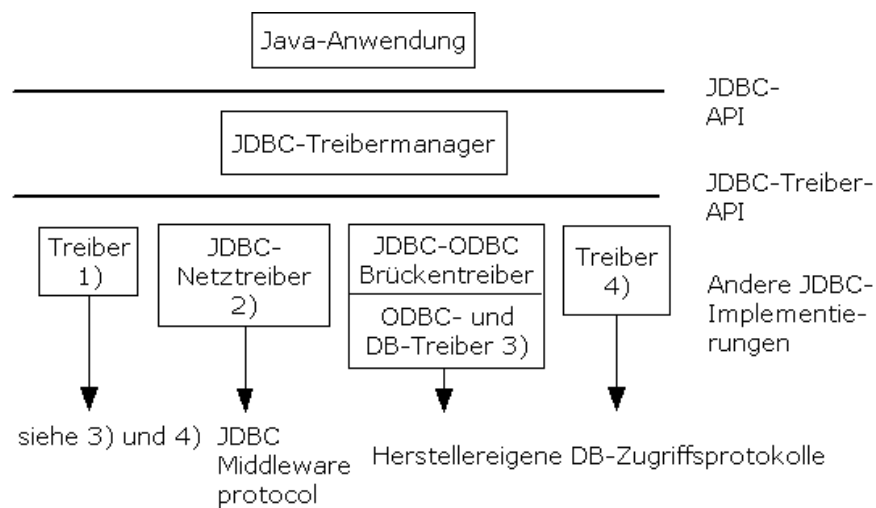 Java-Anwendung
JDBC-
API
JDBC-Treibermanager
JDBC-Treiber-
API
Treiber
1)
JDBC-
Netztreiber
2)
JDBC-ODBC
Brückentreiber
ODBC- und
DB-Treiber 3)
Treiber
4)
Andere JDBC-
Implementie-
rungen
siehe 3) und 4)
JDBC
Middleware
protocol
Herstellereigene DB-Zugriffsprotokolle